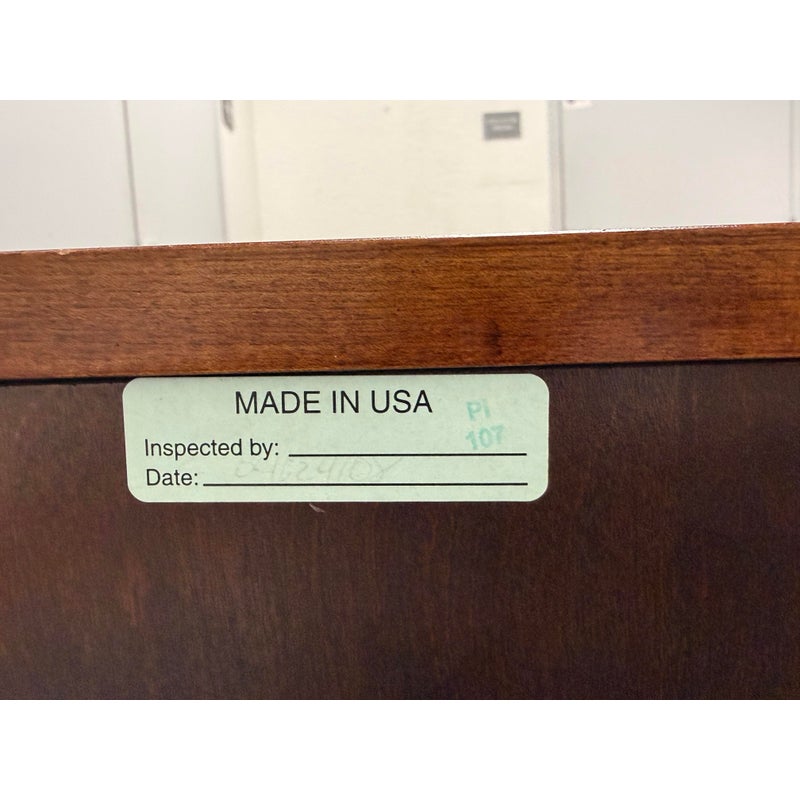 MADE IN USA
PI
107
Inspected by:
Date: